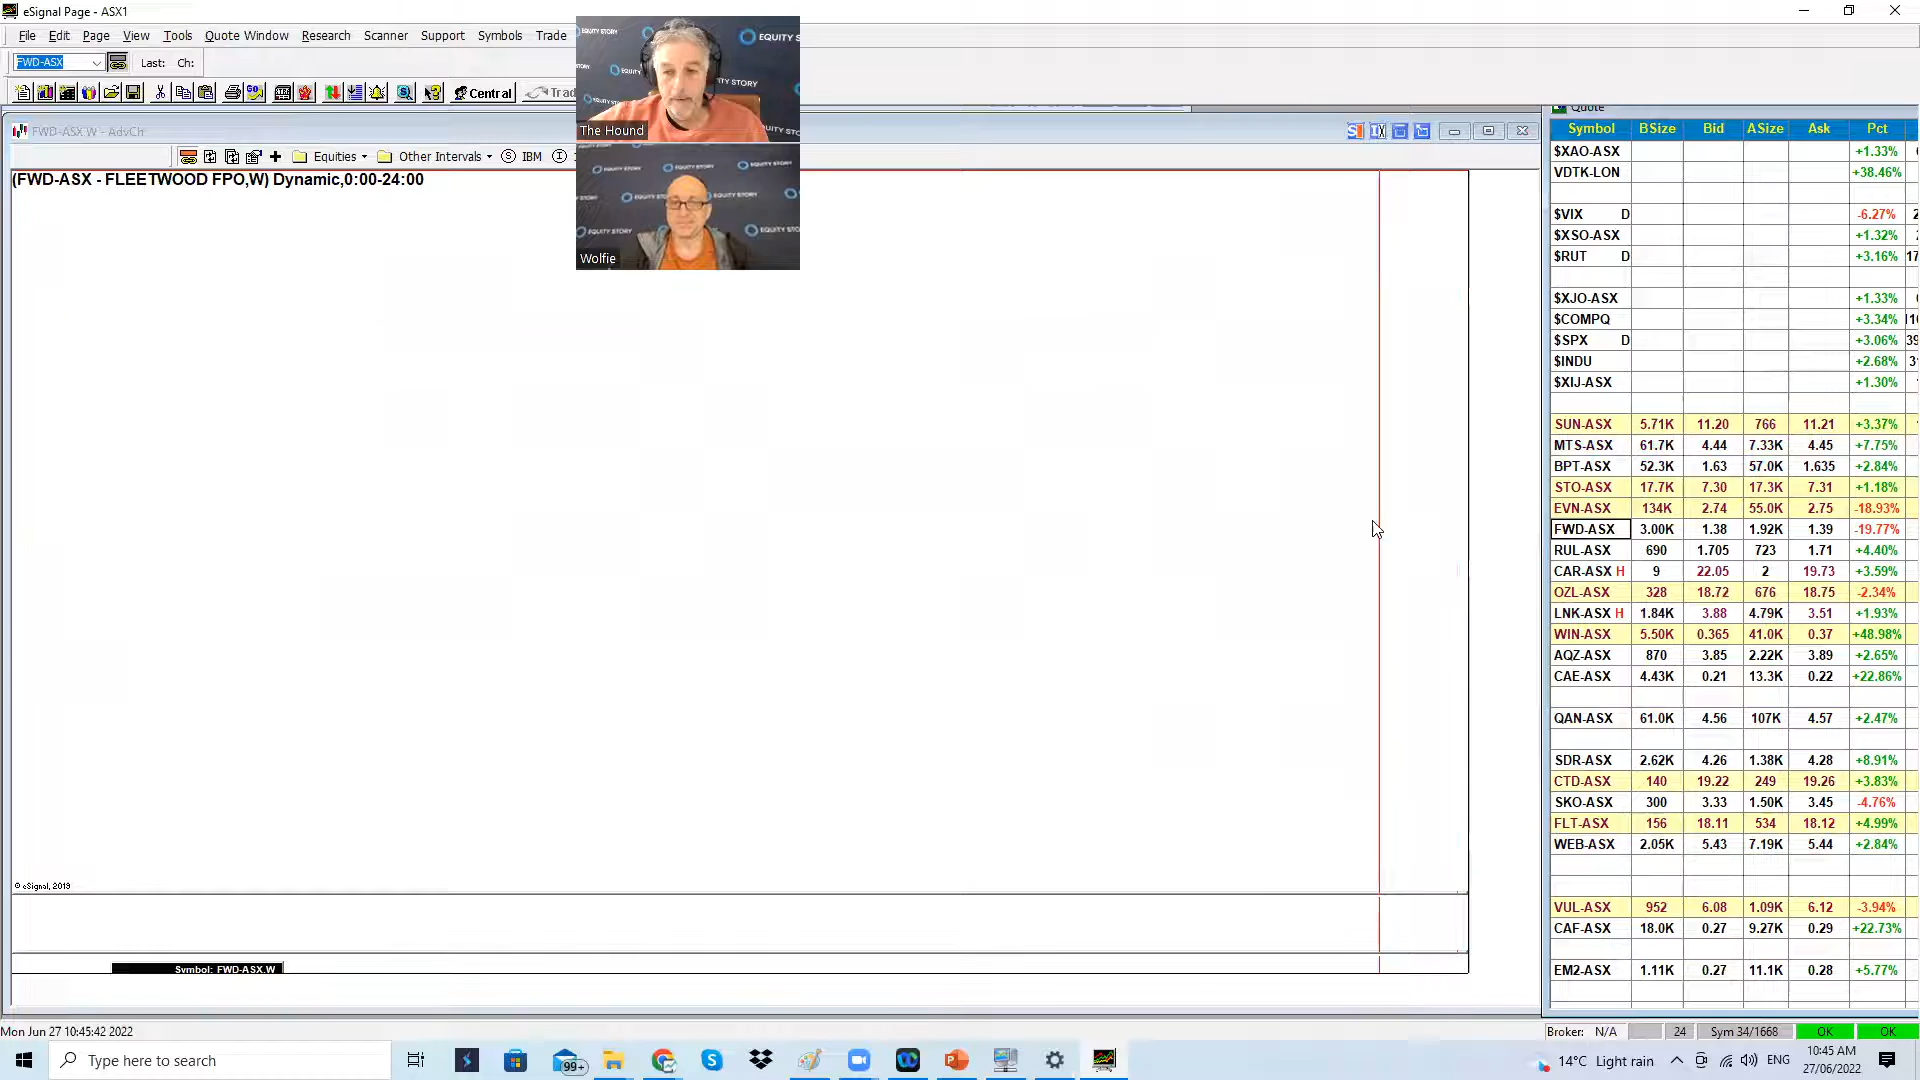 eSignal Page - ASX1
File Edit Page View Tools Quote Window Research Scanner Support Symbols Trade
FWD-ASX Last: Ch:
Central Trad
FWD-ASX W - AdvCh
Equities Other Intervals S IBM I
(FWD-ASX - FLEETWOOD FPO,W) Dynamic,0:00-24:00
EQUITY STORY
The Hound
EQUITY STORY
Wolfie
© eSignal, 2019
Symbol: FWD-ASX,W
Quote
Symbol BSize Bid ASize Ask Pct
$XAO-ASX +1.33%
VDTK-LON +38.46%
$VIX D -6.27%
$XSO-ASX +1.32%
$RUT D +3.16% 17
$XJO-ASX +1.33%
$COMPQ +3.34%
$SPX D +3.06% 39
$INDU +2.68%
$XIJ-ASX +1.30%
SUN-ASX 5.71K 11.20 766 11.21 +3.37%
MTS-ASX 61.7K 4.44 7.33K 4.45 +7.75%
BPT-ASX 52.3K 1.63 57.0K 1.635 +2.84%
STO-ASX 17.7K 7.30 17.3K 7.31 +1.18%
EVN-ASX 134K 2.74 55.0K 2.75 -18.93%
FWD-ASX 3.00K 1.38 1.92K 1.39 -19.77%
RUL-ASX 690 1.705 723 1.71 +4.40%
CAR-ASX H 9 22.05 2 19.73 +3.59%
OZL-ASX 328 18.72 676 18.75 -2.34%
LNK-ASX H 1.84K 3.88 4.79K 3.51 +1.93%
WIN-ASX 5.50K 0.365 41.0K 0.37 +48.98%
AQZ-ASX 870 3.85 2.22K 3.89 +2.65%
CAE-ASX 4.43K 0.21 13.3K 0.22 +22.86%
QAN-ASX 61.0K 4.56 107K 4.57 +2.47%
SDR-ASX 2.62K 4.26 1.38K 4.28 +8.91%
CTD-ASX 140 19.22 249 19.26 +3.83%
SKO-ASX 300 3.33 1.50K 3.45 -4.76%
FLT-ASX 156 18.11 534 18.12 +4.99%
WEB-ASX 2.05K 5.43 7.19K 5.44 +2.84%
VUL-ASX 952 6.08 1.09K 6.12 -3.94%
CAF-ASX 18.0K 0.27 9.27K 0.29 +22.73%
EM2-ASX 1.11K 0.27 11.1K 0.28 +5.77%
Mon Jun 27 10:45:42 2022
Broker: N/A 24 Sym 34/1668 OK OK
Type here to search
99+
14°C Light rain ENG 10:45 AM
27/06/2022